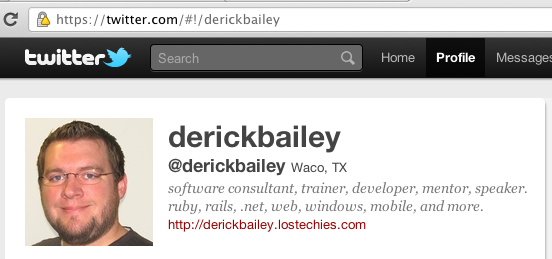 https://twitter.com/#!/derickbailey
twitter Search Home Profile Messages
derickbailey
@derickbailey Waco, TX
software consultant, trainer, developer, mentor, speaker.
ruby, rails, .net, web, windows, mobile, and more.
http://derickbailey.lostechies.com